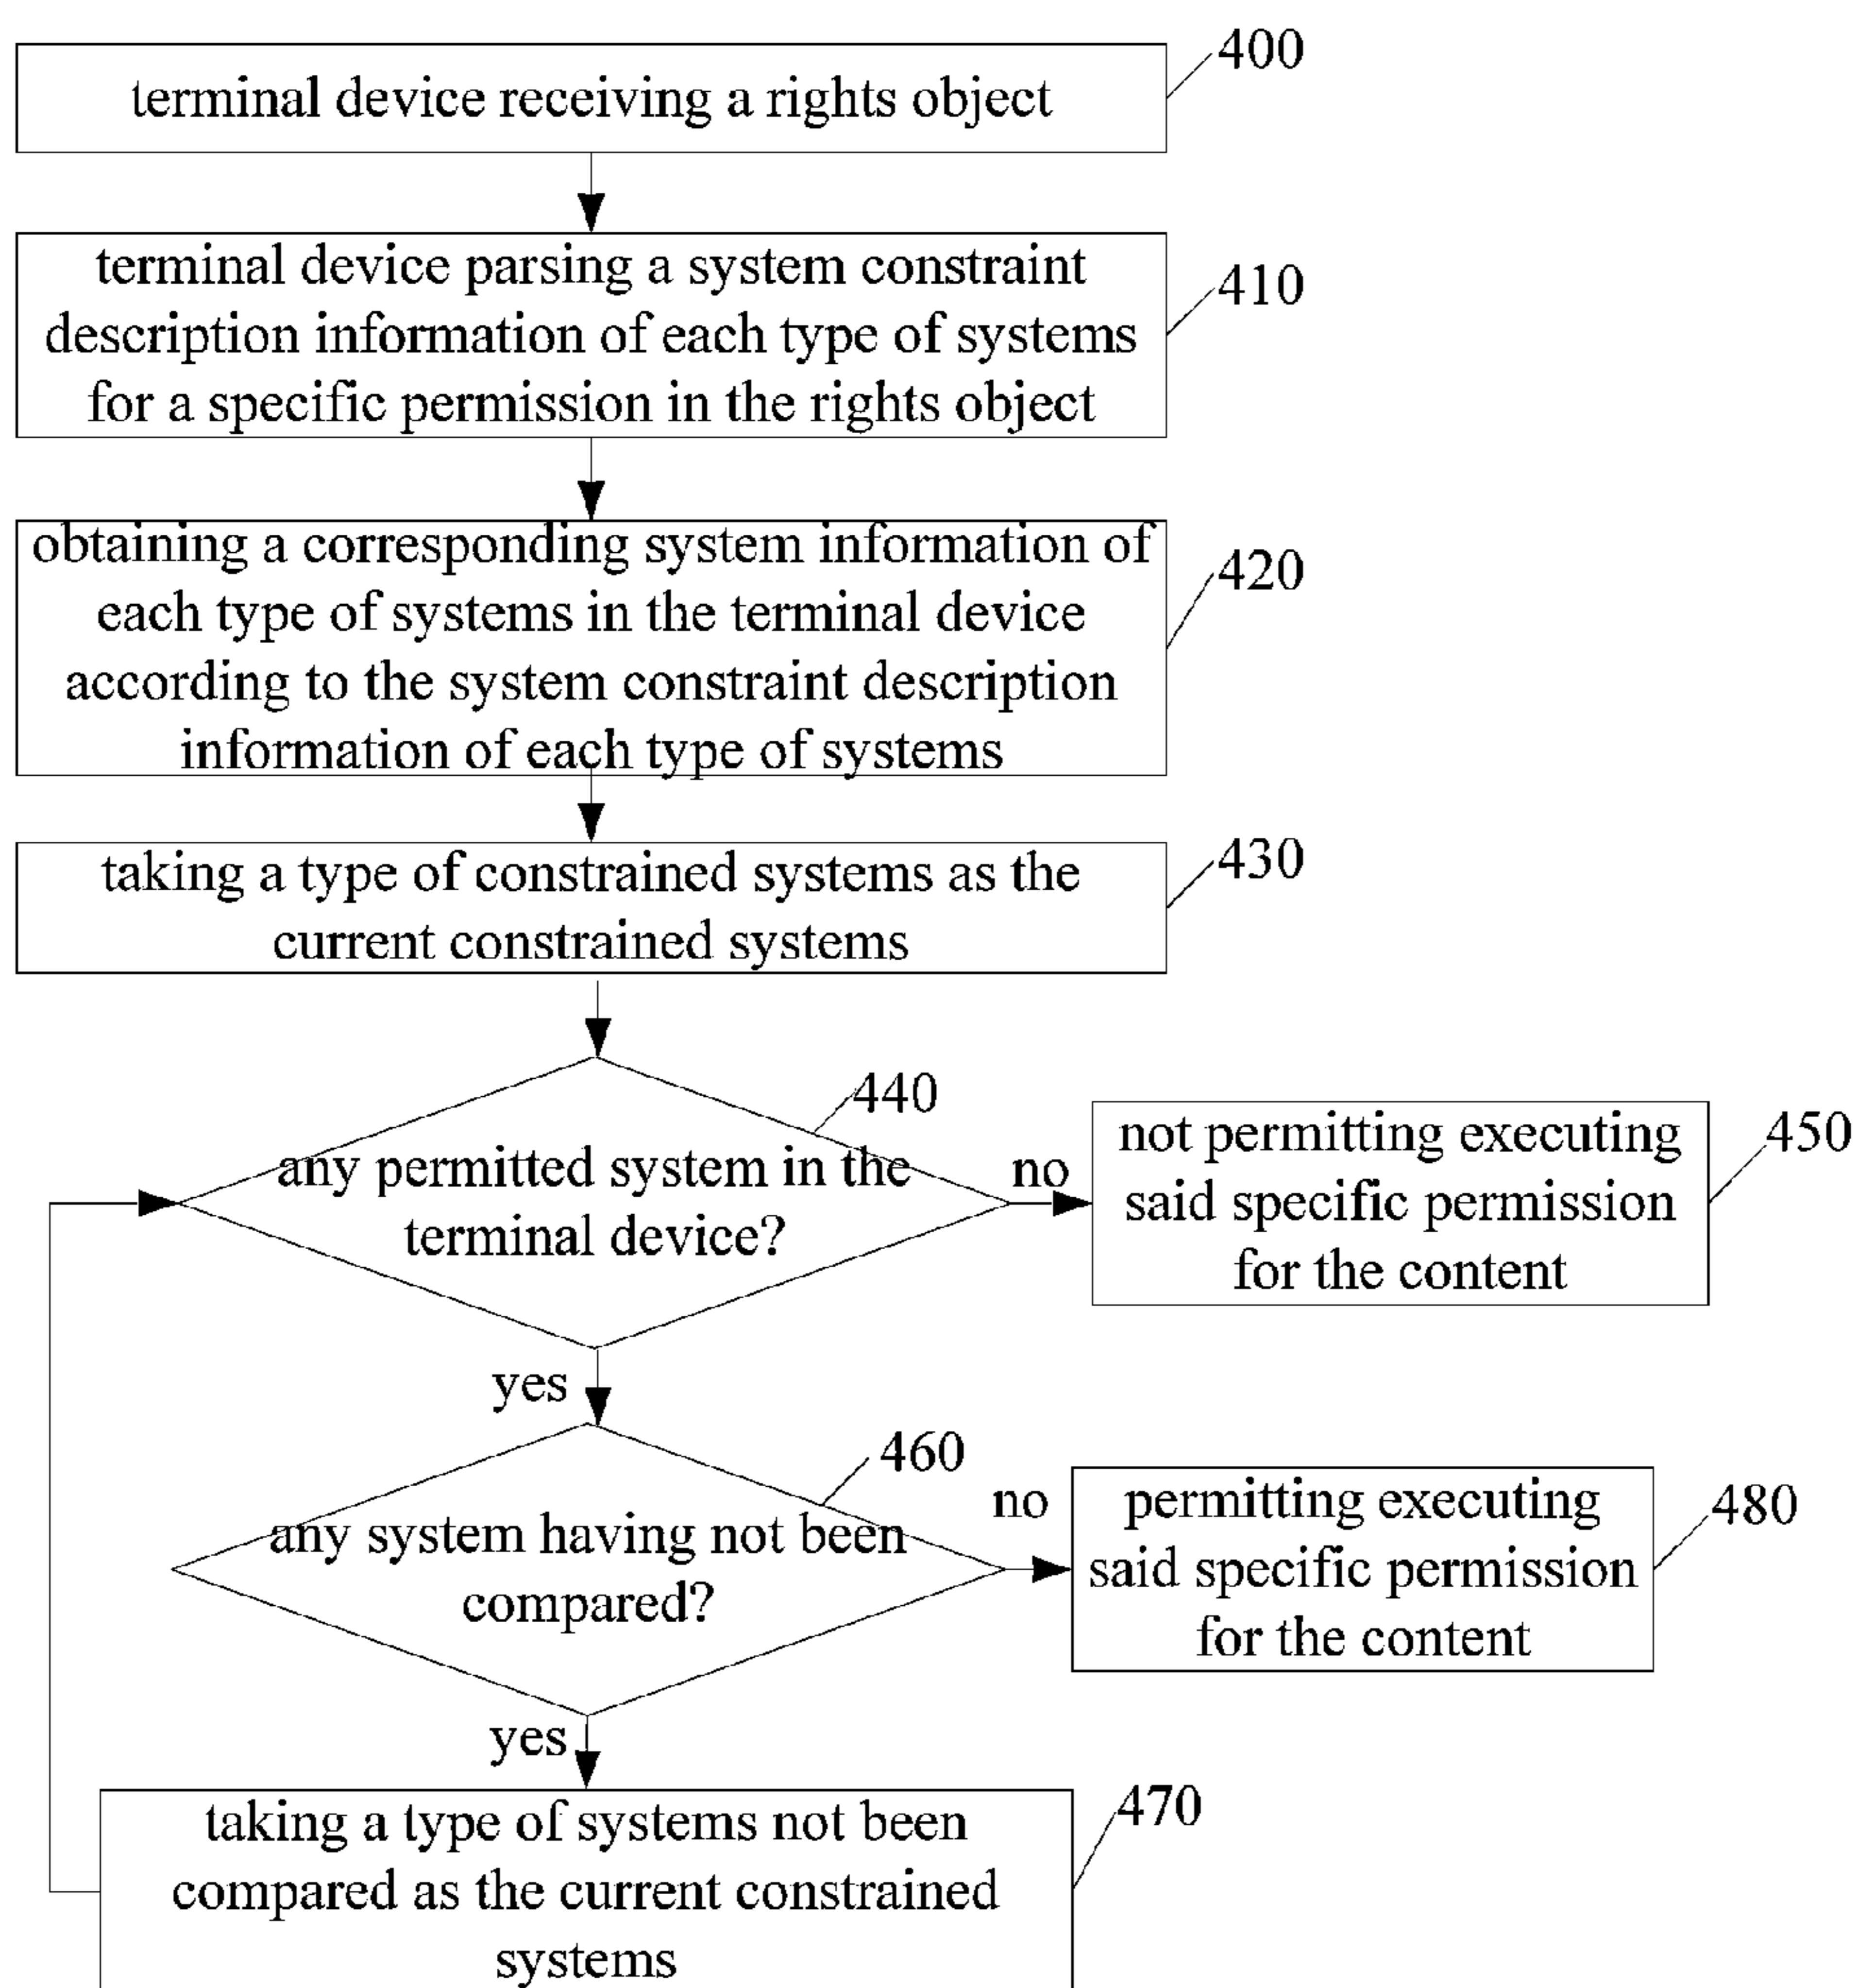 400
terminal device receiving a rights object
terminal device parsing a system constraint
description information of each type of systems
for a specific permission in the rights object
410
obtaining a corresponding system information of
each type of systems in the terminal device
according to the system constraint description
information of each type of systems
420
taking a type of constrained systems as the
current constrained systems
430
440
any permitted system in the
terminal device?
no
not permitting executing
said specific permission
for the content
450
yes
460
any system having not been
compared?
no
permitting executing
said specific permission
for the content
480
yes
taking a type of systems not been
compared as the current constrained
systems
470